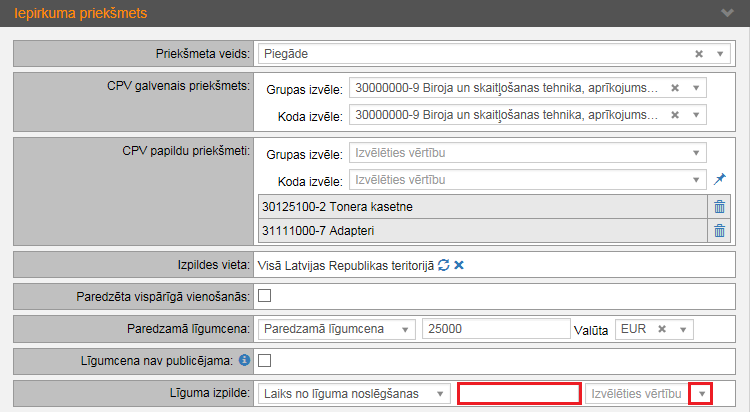 Iepirkuma priekšmets
Priekšmeta veids: Piegāde
CPV galvenais priekšmets: Grupas izvēle: 30000000-9 Biroja un skaitļošanas tehnika, aprīkojums...
Koda izvēle: 30000000-9 Biroja un skaitļošanas tehnika, aprīkojums...
CPV papildu priekšmeti: Grupas izvēle: Izvēlēties vērtību
Koda izvēle: Izvēlēties vērtību
30125100-2 Tonera kasetne
31111000-7 Adapteri
Izpildes vieta: Visā Latvijas Republikas teritorijā
Paredzēta vispārīgā vienošanās:
Paredzamā līgumcena: Paredzamā līgumcena 25000 Valūta EUR
Līgumcena nav publicējama:
Līguma izpilde: Laiks no līguma noslēgšanas Izvēlēties vērtību